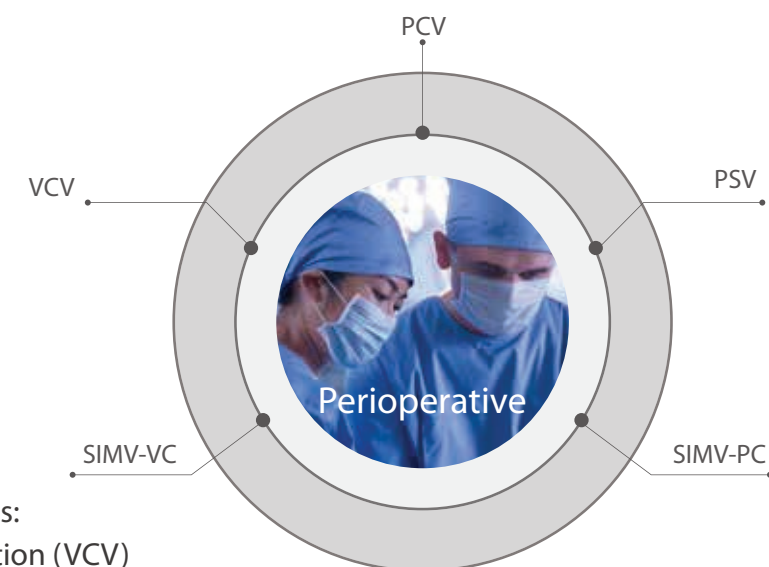 PCV
VCV
PSV
Perioperative
SIMV-VC
SIMV-PC
s:
tion (VCV)